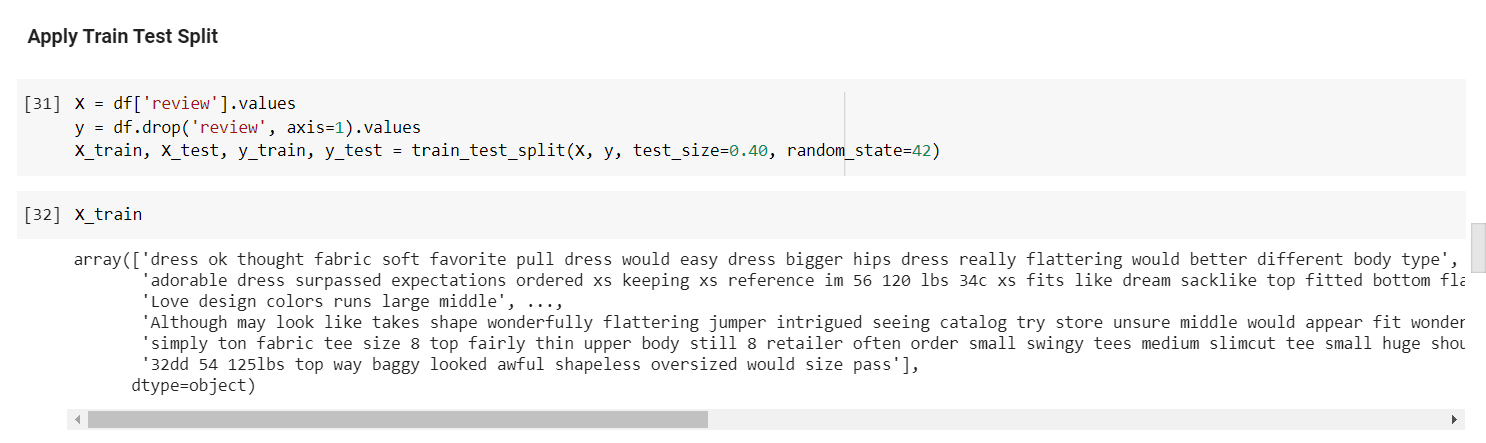 Apply Train Test Split
[31] X = df['review'].values
y = df.drop('review', axis=1).values
X_train, X_test, y_train, y_test = train_test_split(X, y, test_size=0.40, random_state=42)
[32] X_train
array(['dress ok thought fabric soft favorite pull dress would easy dress bigger hips dress really flattering would better different body type',
'adorable dress surpassed expectations ordered xs keeping xs reference im 56 120 lbs 34c xs fits like dream sacklike top fitted bottom
'Love design colors runs large middle', ...,
'Although may look like takes shape wonderfully flattering jumper intrigued seeing catalog try store unsure middle would appear fit wonder
'simply ton fabric tee size 8 top fairly thin upper body still 8 retailer often order small swingy tees medium slimcut tee small huge
'32dd 54 125lbs top way baggy looked awful shapeless oversized would size pass'],
dtype=object)